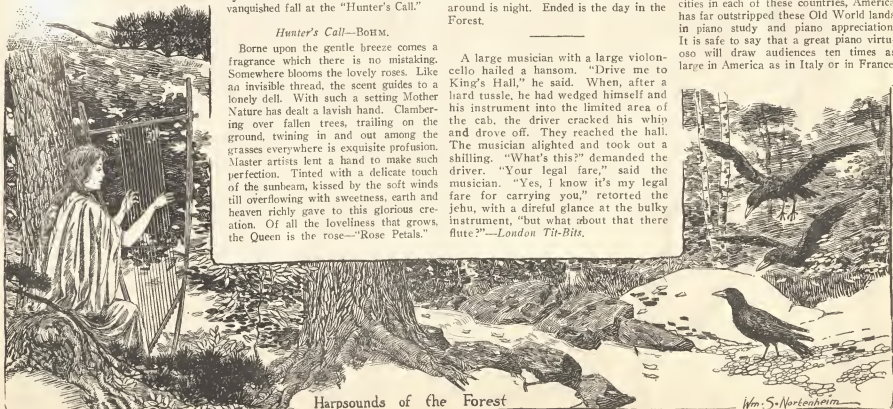 vanquished fall at the "Hunter's Call."
Hunter's Call—BOHM.
Borne upon the gentle breeze comes a
fragrance which there is no mistaking.
Somewhere blooms the lovely roses. Like
an invisible thread, the scent guides to a
lonely dell. With such a setting Mother
Nature has dealt a lavish hand. Clamber-
ing over fallen trees, trailing on the
ground, twining in and out among the
grasses everywhere is exquisite profusion.
Master artists lent a hand to make such
perfection. Tinted with a delicate touch
of the sunbeam, kissed by the soft winds
till overflowing with sweetness, earth and
heaven richly gave to this glorious cre-
ation. Of all the loveliness that grows,
the Queen is the rose—"Rose Petals."
around is night. Ended is the day in the
Forest.
A large musician with a large violon-
cello hailed a hansom. "Drive me to
King's Hall," he said. When, after a
hard tussle, he had wedged himself and
his instrument into the limited area of
the cab, the driver cracked his whip
and drove off. They reached the hall.
The musician alighted and took out a
shilling. "What's this?" demanded the
driver. "Your legal fare," said the
musician. "Yes, I know it's my legal
fare for carrying you," retorted the
jehu, with a direful glance at the bulky
instrument, "but what about that there
flute?"—London Tit-Bits.
cities in each of these countries, America
has far outstripped these Old World lands
in piano study and piano appreciation
It is safe to say that a great piano virtu-
oso will draw audiences ten times as
large in America as in Italy or in France
Harpsounds of the Forest
Wm. S. Nortenheim